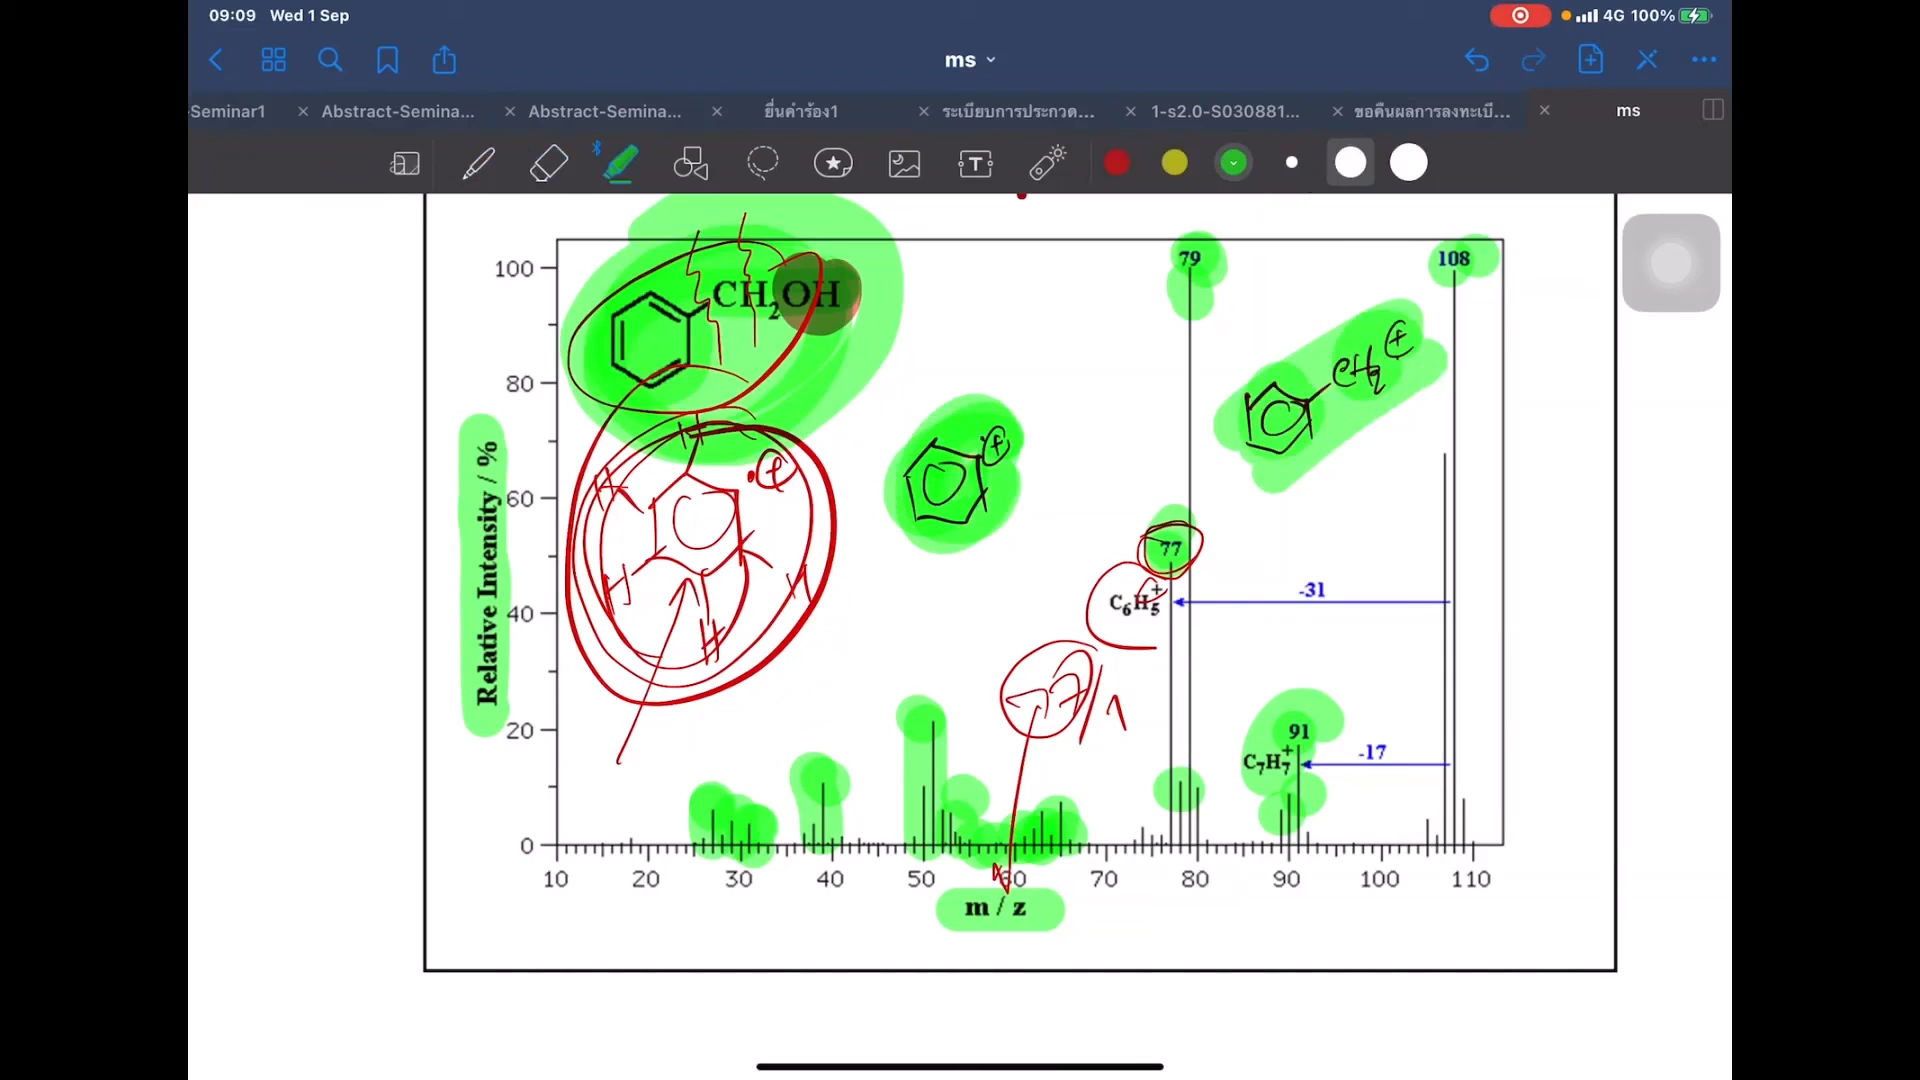 09:09 Wed 1 Sep
4G 100%
ms
Seminar1
Abstract-Semina...
Abstract-Semina...
ยื่นคำร้อง1
ระเบียบการประกวด...
1-s2.0-S030881...
ขอคืนผลการลงทะเบี...
ms
T
100
80
60
40
20
0
Relative Intensity / %
CH2OH
79
108
CH2 +
+
+
H
H
H
77
C6H5+
-31
77/1
91
C7H7+
-17
10 20 30 40 50 60 70 80 90 100 110
m / z